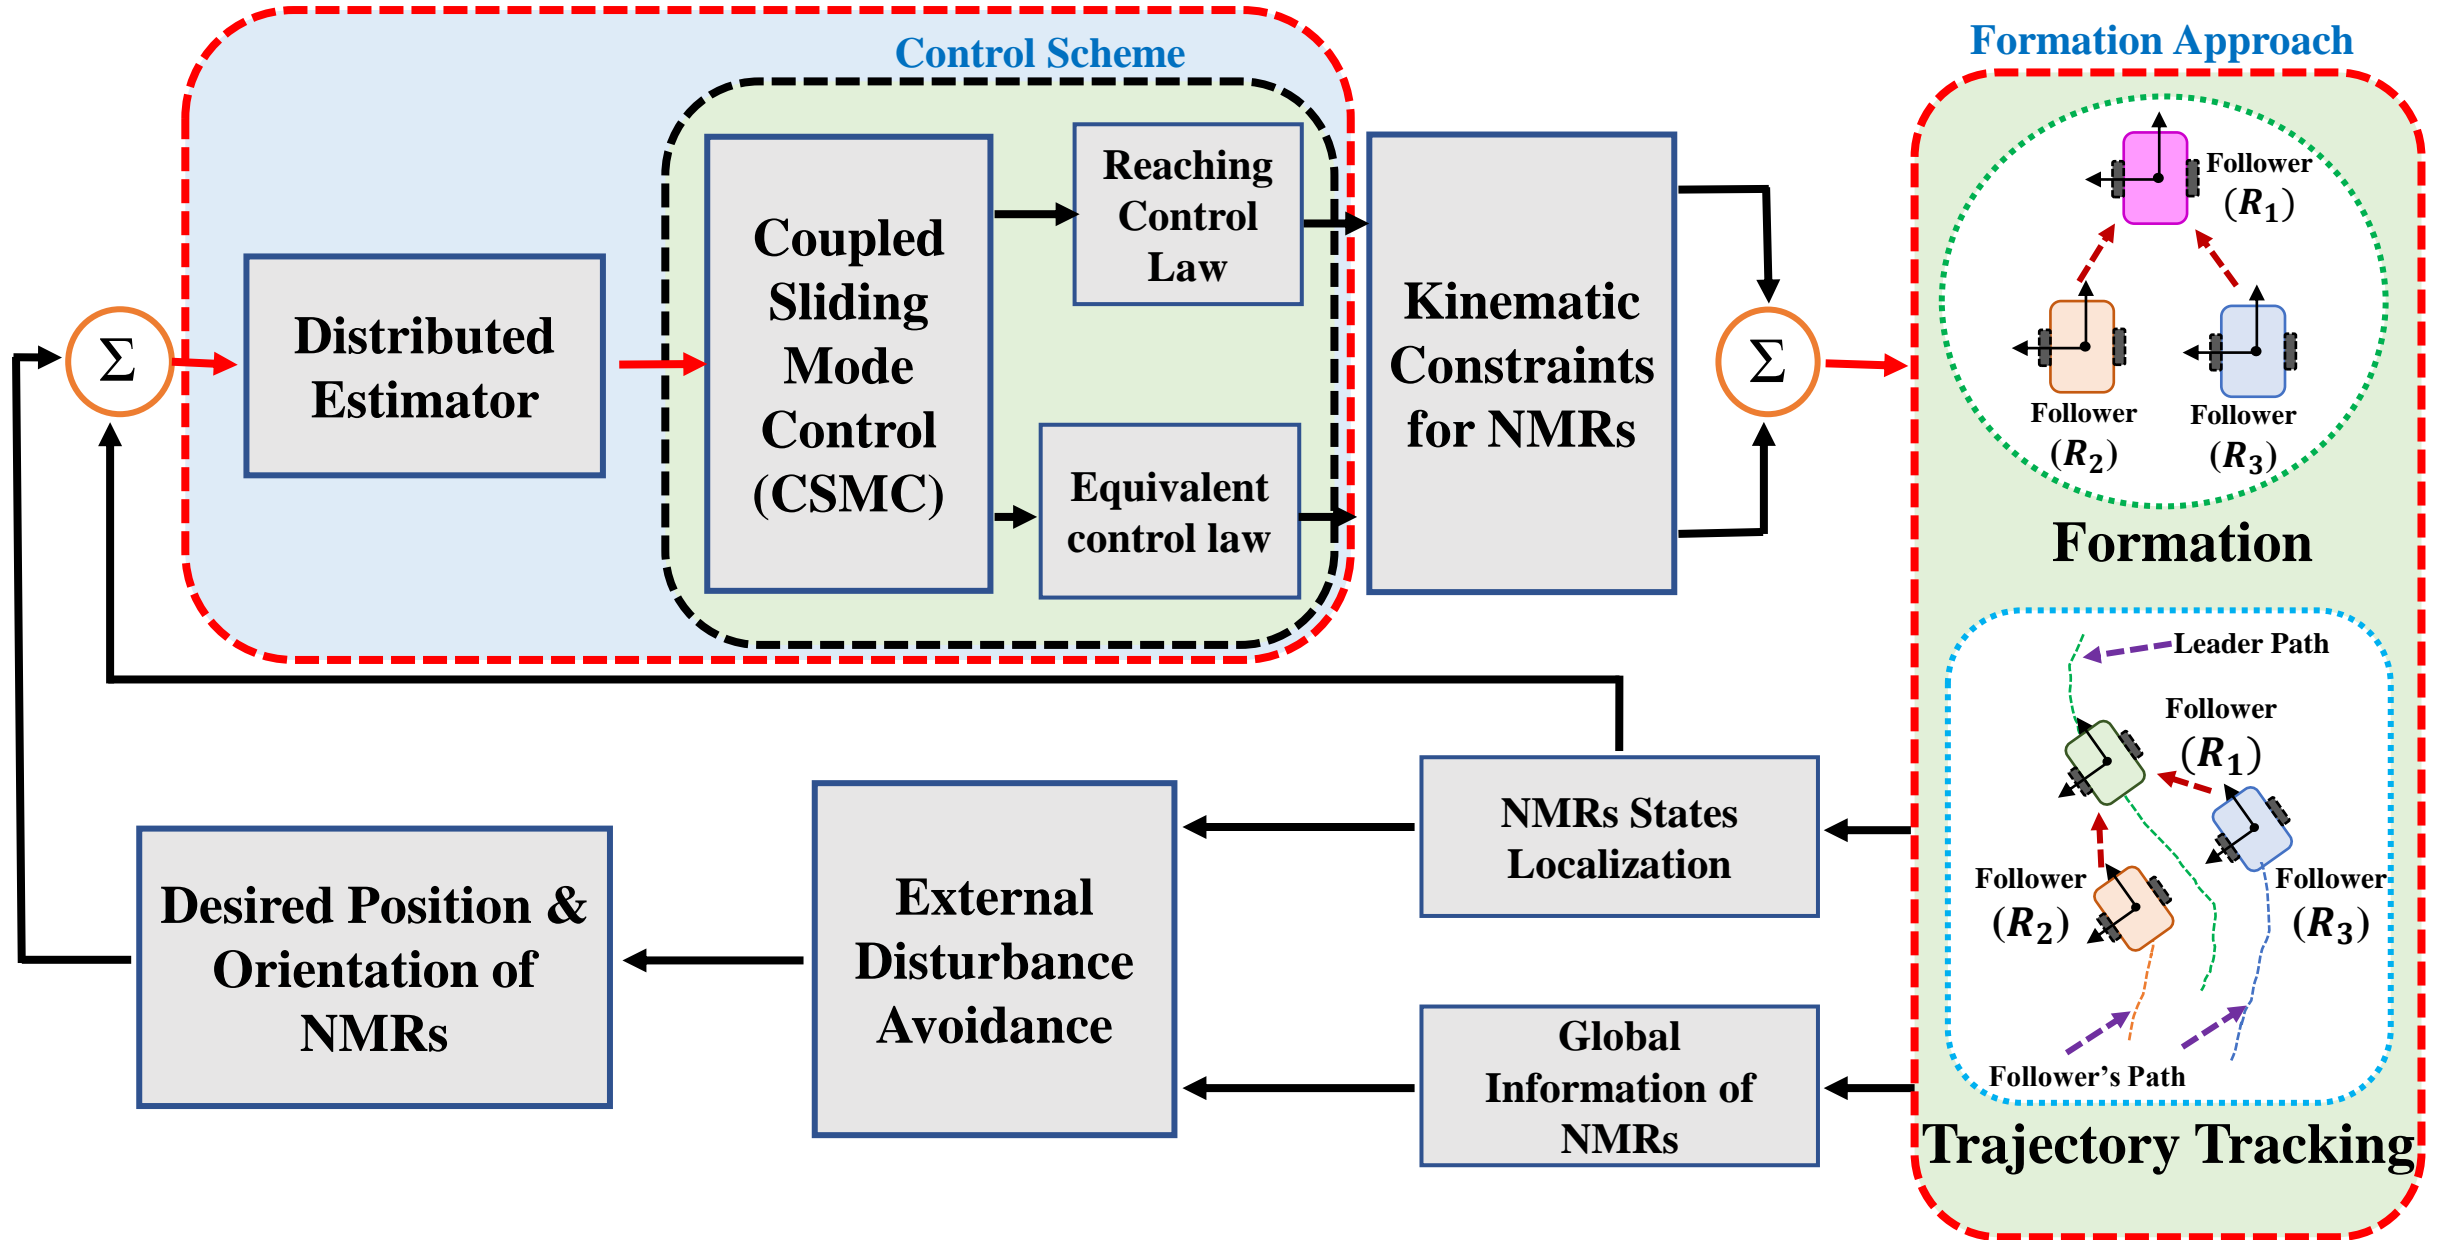 Control Scheme
Formation Approach
Σ
Distributed
Estimator
Coupled
Sliding
Mode
Control
(CSMC)
Reaching
Control
Law
Equivalent
control law
Kinematic
Constraints
for NMRs
Σ
Follower
(R₁)
Follower
(R₂)
Follower
(R₃)
Formation
Leader Path
Follower
(R₁)
Follower
(R₂)
Follower
(R₃)
Follower's Path
Trajectory Tracking
NMRs States
Localization
Global
Information of
NMRs
External
Disturbance
Avoidance
Desired Position &
Orientation of
NMRs